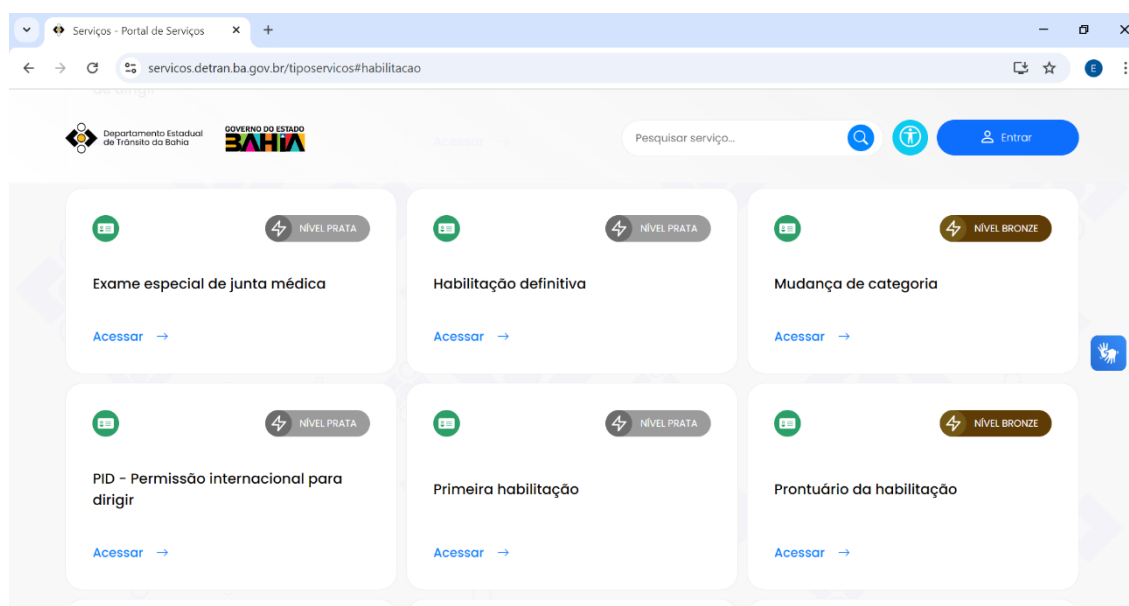 Serviços - Portal de Serviços
servicos.detran.ba.gov.br/tiposervicos#habilitacao
E
de dirigir
Departamento Estadual
de Trânsito da Bahia
GOVERNO DO ESTADO
BAHIA
Acessar
Pesquisar serviço...
Entrar
NÍVEL PRATA
NÍVEL PRATA
NÍVEL BRONZE
Exame especial de junta médica
Habilitação definitiva
Mudança de categoria
Acessar →
Acessar →
Acessar →
NÍVEL PRATA
NÍVEL PRATA
NÍVEL BRONZE
PID - Permissão internacional para
dirigir
Primeira habilitação
Prontuário da habilitação
Acessar →
Acessar →
Acessar →